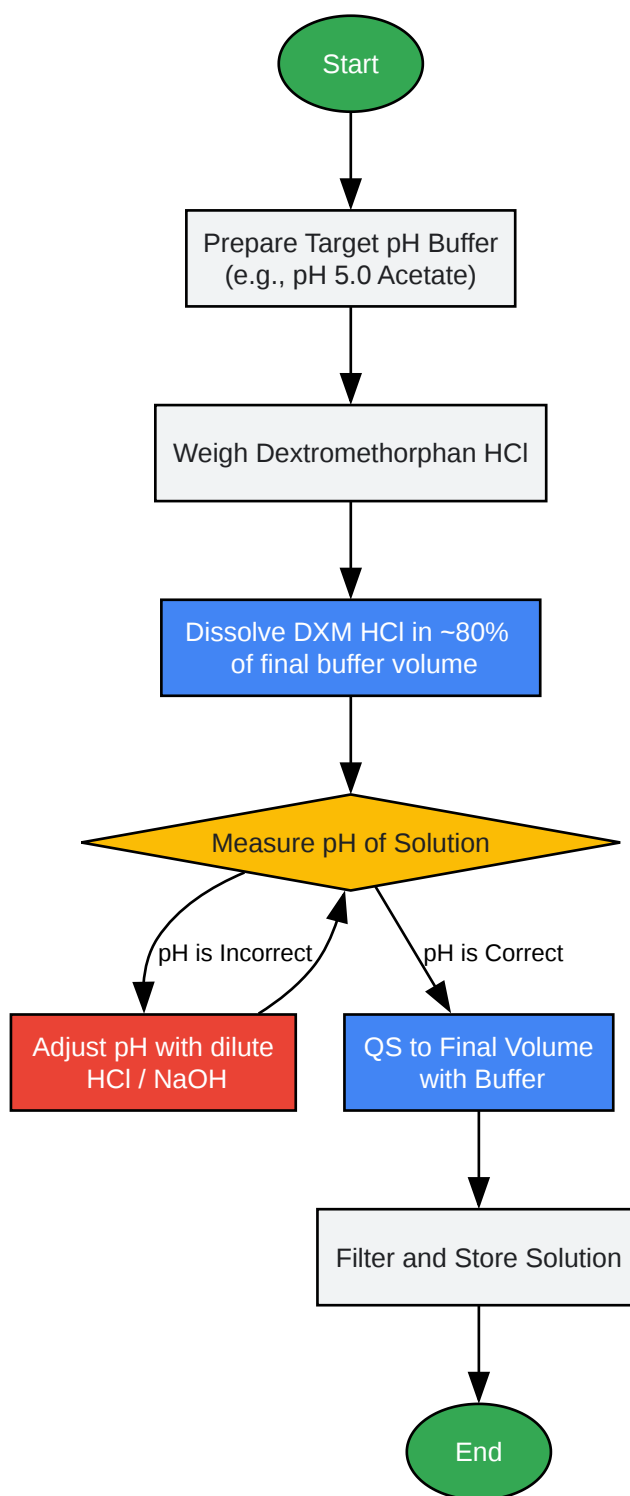 Start
Prepare Target pH Buffer
(e.g., pH 5.0 Acetate)
Weigh Dextromethorphan HCl
Dissolve DXM HCl in ~80%
of final buffer volume
Measure pH of Solution
pH is Incorrect
pH is Correct
Adjust pH with dilute
HCl / NaOH
QS to Final Volume
with Buffer
Filter and Store Solution
End